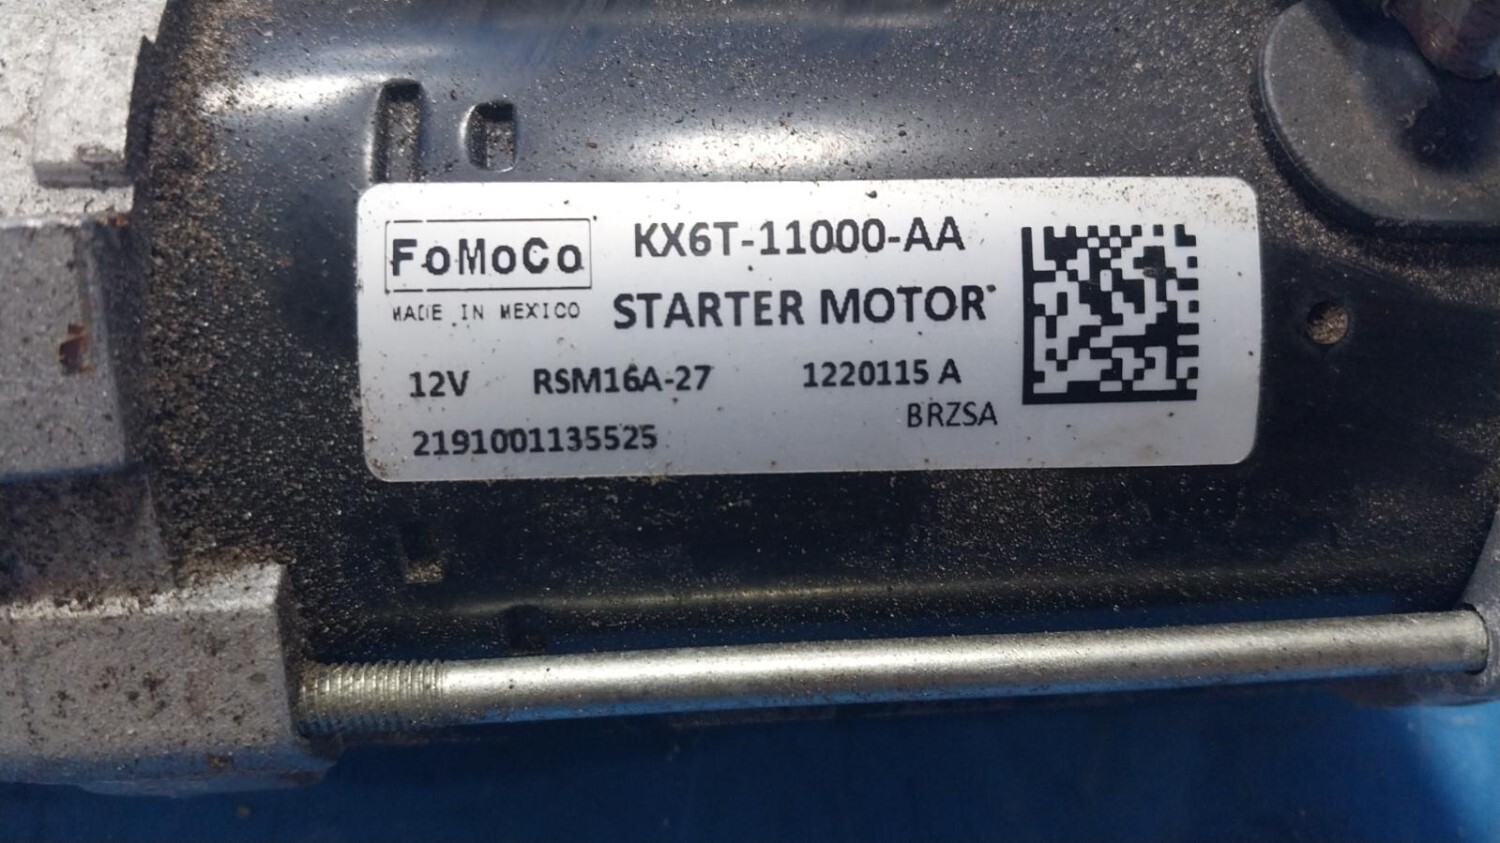 FoMoCo
MADE IN MEXICO
KX6T-11000-AA
STARTER MOTOR
12V RSM16A-27 1220115 A
BRZSA
2191001135525